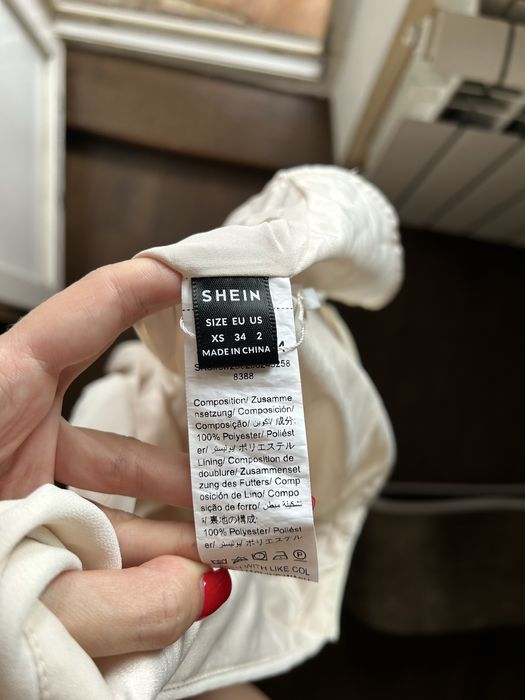 SHEIN
SIZE EU US
XS 34 2
MADE IN CHINA
8388
Composition/ Zusamme
nsetzung/ Composición/
Composição/ التكوين /成分:
100% Polyester/ Poliést
er/ بوليستر/ ポリエステル
Lining/ Composition de
doublure/ Zusammenset
zung des Futters/ Comp
osición de Lino/ Compo
sição de forro/ تشكيلة مبطن/
裏地の構成:
100% Polyester/ Poliést
er/ بوليستر/ ポリエステル
WITH LIKE COL